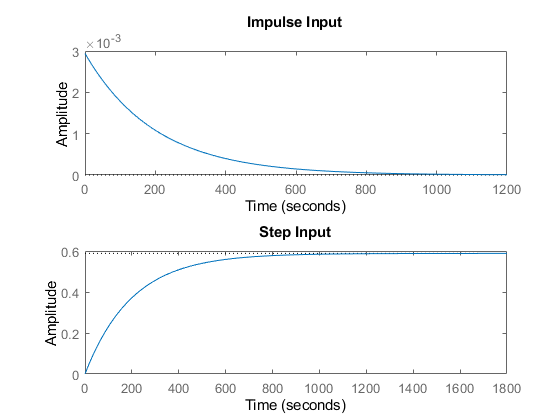 Impulse Input
×10-3
3
2
1
0
Amplitude
0 200 400 600 800 1000 1200
Time (seconds)
Step Input
0.6
0.4
0.2
0
Amplitude
0 200 400 600 800 1000 1200 1400 1600 1800
Time (seconds)